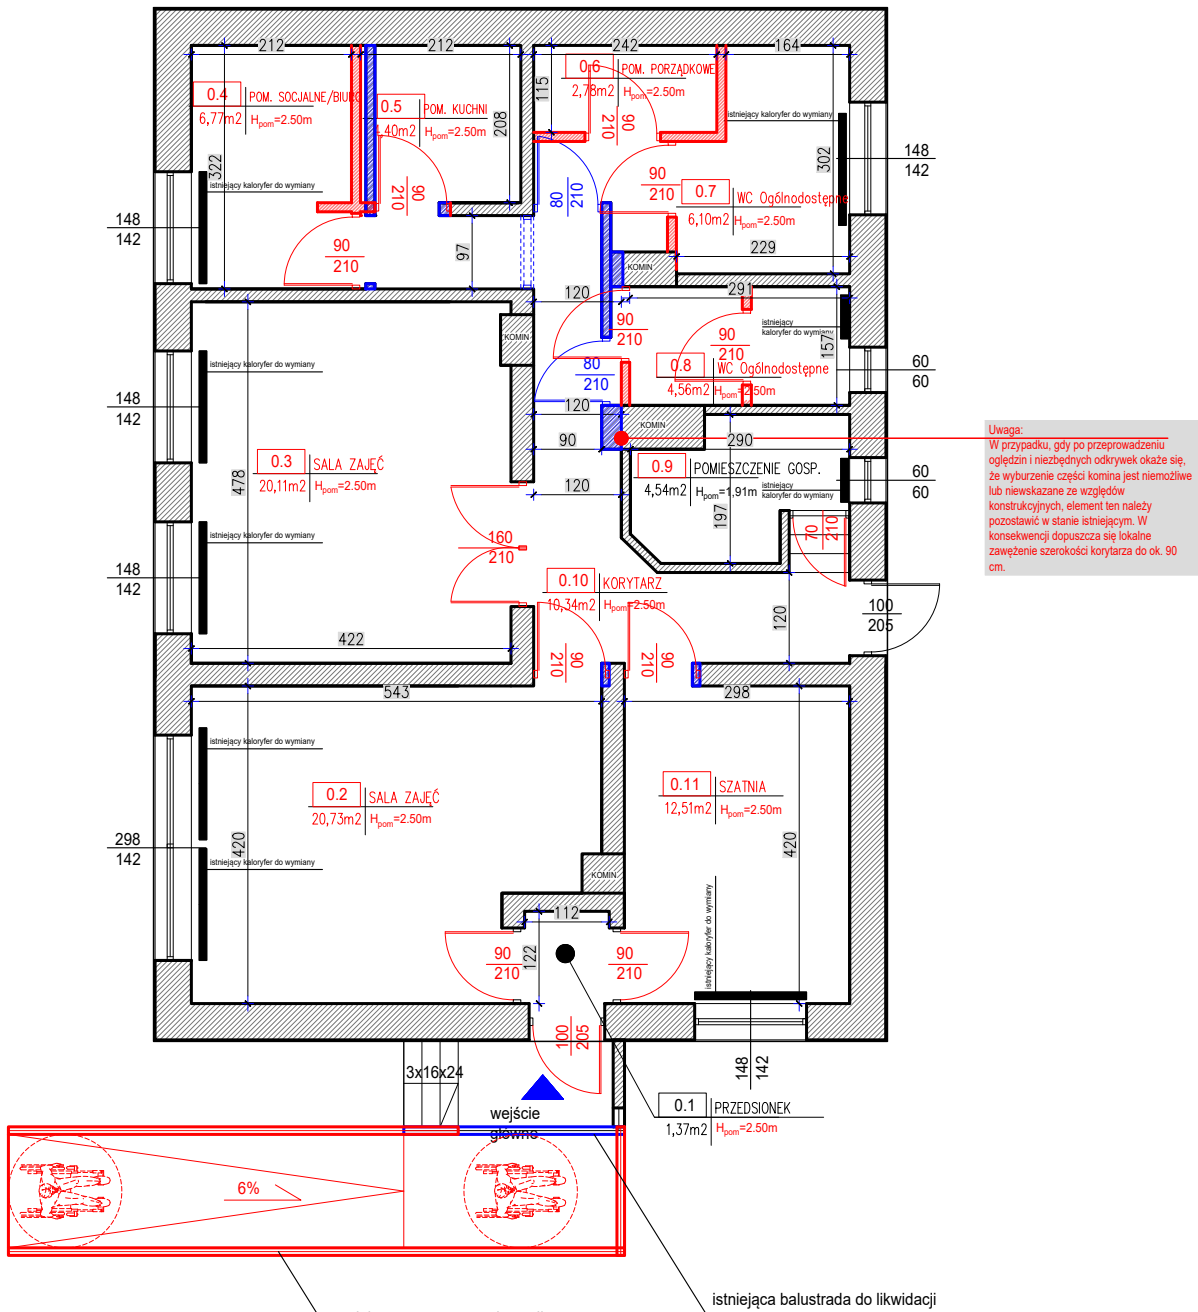 212
212
242
164
0.4 POM. SOCJALNE/BIURO
6,77m2 Hpom=2.50m
0.5 POM. KUCHNI
4,40m2 Hpom=2.50m
0.6 POM. PORZĄDKOWE
2,78m2 Hpom=2.50m
115
208
322
302
istniejący kaloryfer do wymiany
istniejący kaloryfer do wymiany
148
142
148
142
90
210
90
210
80
210
90
210
0.7 WC Ogólnodostępne
6,10m2 Hpom=2.50m
229
90
210
97
KOMIN
120
291
KOMIN
90
210
90
210
istniejący
kaloryfer do wymiany
157
0.8 WC Ogólnodostępne
4,56m2 Hpom=2.50m
80
210
60
60
istniejący kaloryfer do wymiany
148
142
120
KOMIN
90
290
0.3 SALA ZAJĘĆ
20,11m2 Hpom=2.50m
478
0.9 POMIESZCZENIE GOSP.
4,54m2 Hpom=1,91m
istniejący
kaloryfer do wymiany
60
60
120
197
70
210
Uwaga:
W przypadku, gdy po przeprowadzeniu
oględzin i niezbędnych odkrywek okaże się,
że wyburzenie części komina jest niemożliwe
lub niewskazane ze względów
konstrukcyjnych, element ten należy
pozostawić w stanie istniejącym. W
konsekwencji dopuszcza się lokalne
zawężenie szerokości korytarza do ok. 90
cm.
istniejący kaloryfer do wymiany
148
142
160
210
0.10 KORYTARZ
10,34m2 Hpom=2.50m
120
100
205
422
90
210
90
210
543
298
istniejący kaloryfer do wymiany
0.2 SALA ZAJĘĆ
20,73m2 Hpom=2.50m
0.11 SZATNIA
12,51m2 Hpom=2.50m
298
142
420
420
istniejący kaloryfer do wymiany
KOMIN
istniejący kaloryfer do wymiany
112
122
90
210
90
210
100
205
148
142
3x16x24
wejście
główne
0.1 PRZEDSIONEK
1,37m2 Hpom=2.50m
6%
istniejąca balustrada do likwidacji